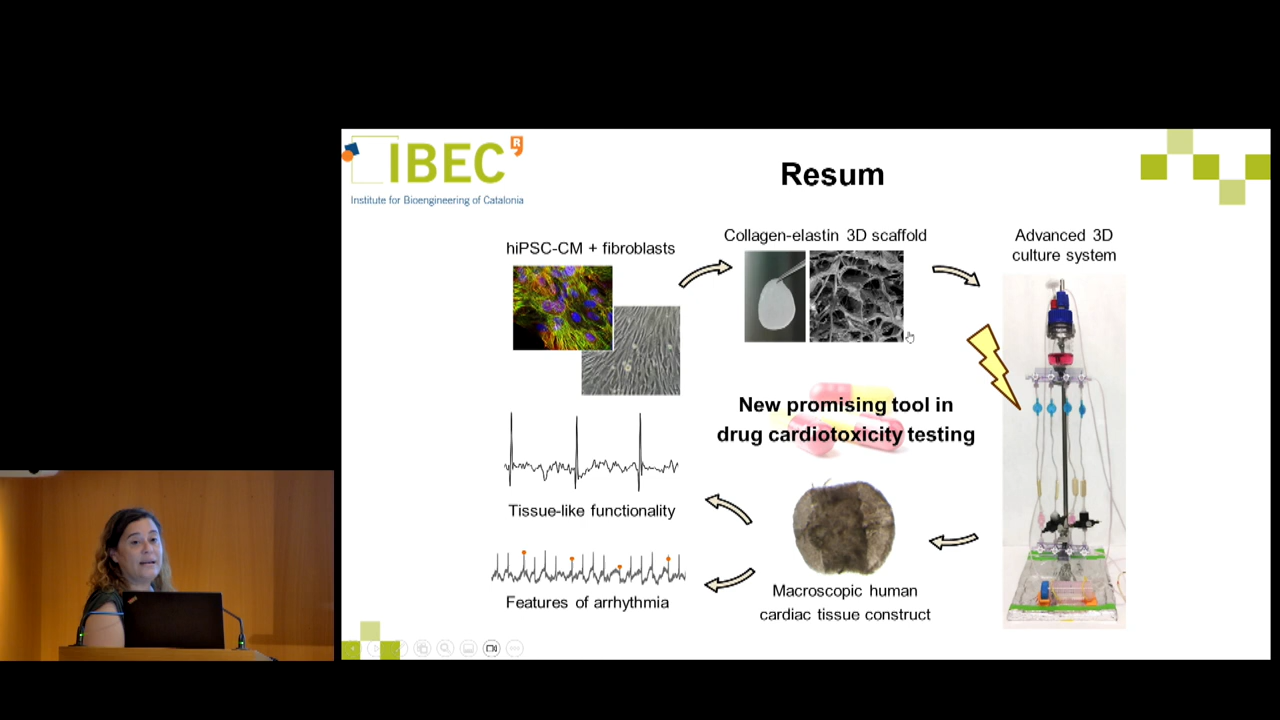 IBEC R
Institute for Bioengineering of Catalonia
Resum
hiPSC-CM + fibroblasts
Collagen-elastin 3D scaffold
Advanced 3D
culture system
New promising tool in
drug cardiotoxicity testing
Tissue-like functionality
Features of arrhythmia
Macroscopic human
cardiac tissue construct